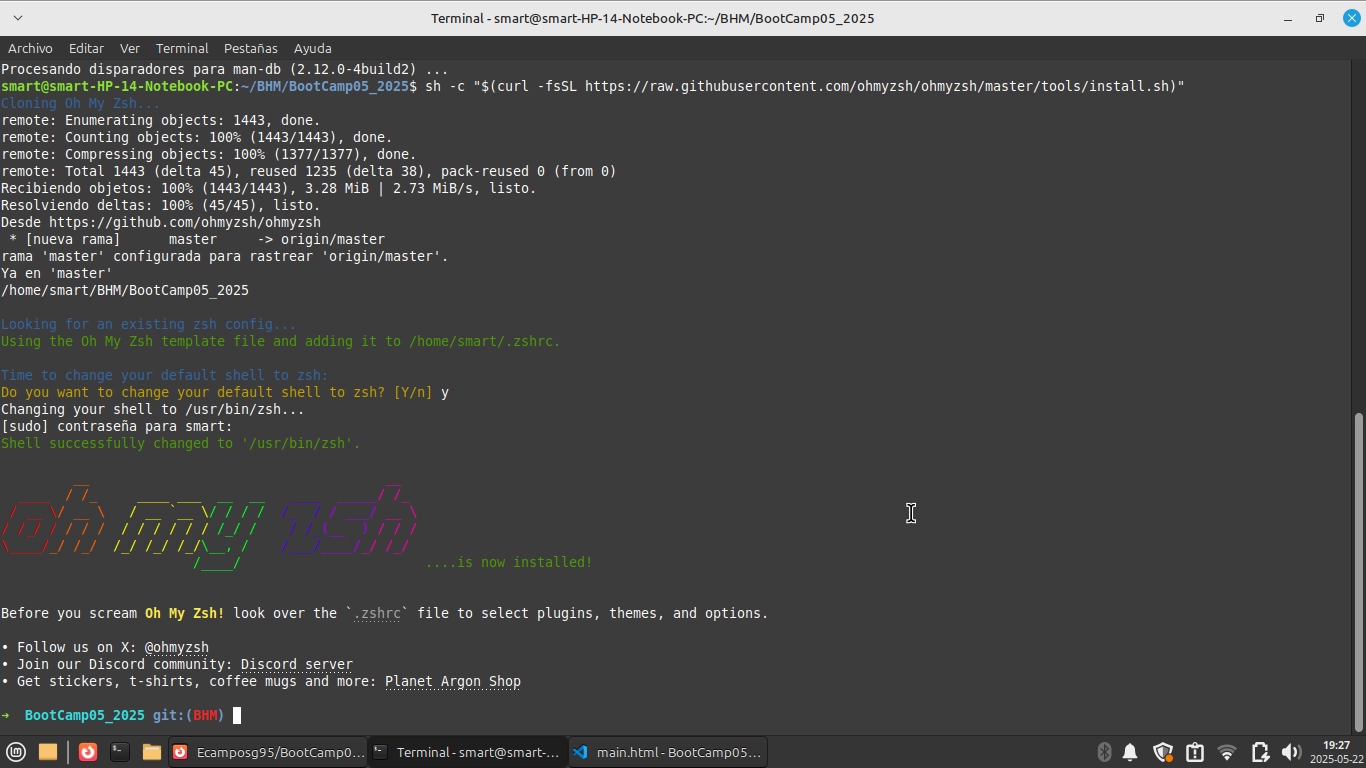 Terminal - smart@smart-HP-14-Notebook-PC:~/BHM/BootCamp05_2025
Archivo Editar Ver Terminal Pestañas Ayuda
Procesando disparadores para man-db (2.12.0-4build2) ...
smart@smart-HP-14-Notebook-PC:~/BHM/BootCamp05_2025$ sh -c "$(curl -fsSL https://raw.githubusercontent.com/ohmyzsh/ohmyzsh/master/tools/install.sh)"
Cloning Oh My Zsh...
remote: Enumerating objects: 1443, done.
remote: Counting objects: 100% (1443/1443), done.
remote: Compressing objects: 100% (1377/1377), done.
remote: Total 1443 (delta 45), reused 1235 (delta 38), pack-reused 0 (from 0)
Recibiendo objetos: 100% (1443/1443), 3.28 MiB | 2.73 MiB/s, listo.
Resolviendo deltas: 100% (45/45), listo.
Desde https://github.com/ohmyzsh/ohmyzsh
 * [nueva rama]      master     -> origin/master
rama 'master' configurada para rastrear 'origin/master'.
Ya en 'master'
/home/smart/BHM/BootCamp05_2025
Looking for an existing zsh config...
Using the Oh My Zsh template file and adding it to /home/smart/.zshrc.
Time to change your default shell to zsh:
Do you want to change your default shell to zsh? [Y/n] y
Changing your shell to /usr/bin/zsh...
[sudo] contraseña para smart:
Shell successfully changed to '/usr/bin/zsh'.
oh my zsh
....is now installed!
Before you scream Oh My Zsh! look over the `.zshrc` file to select plugins, themes, and options.
• Follow us on X: @ohmyzsh
• Join our Discord community: Discord server
• Get stickers, t-shirts, coffee mugs and more: Planet Argon Shop
➜  BootCamp05_2025 git:(BHM)
Ecamposg95/BootCamp0... Terminal - smart@smart-... main.html - BootCamp05... 19:27
2025-05-22